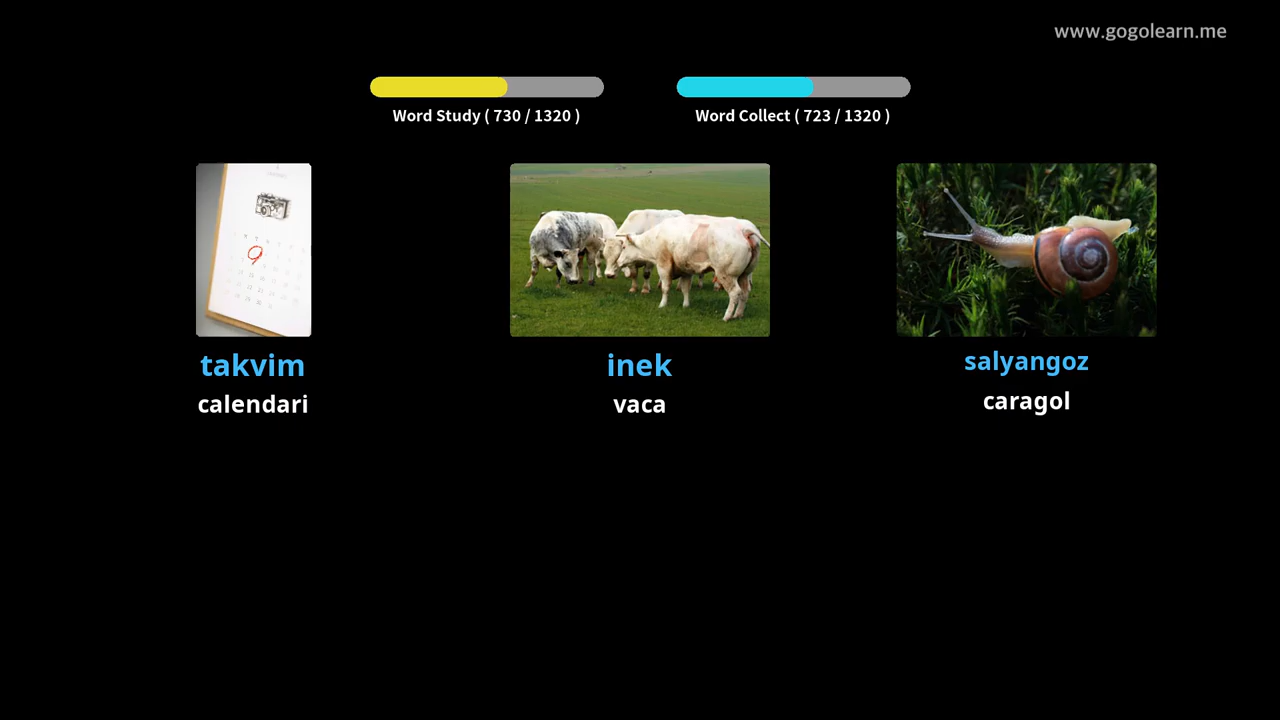 www.gogolearn.me
Word Study ( 730 / 1320 )
Word Collect ( 723 / 1320 )
takvim
calendari
inek
vaca
salyangoz
caragol